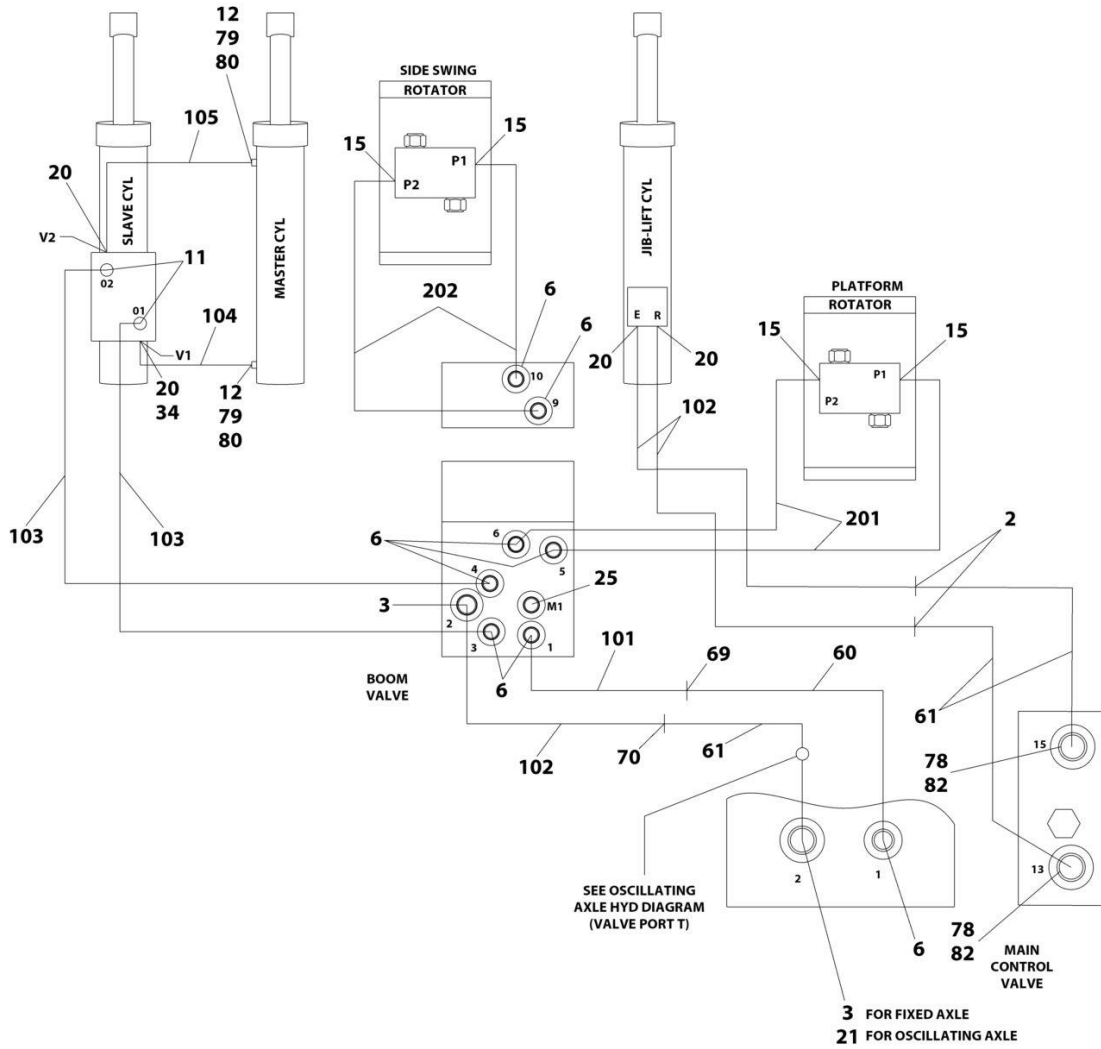 12
79
80
SIDE SWING
ROTATOR
105
15
15
P1
P2
20
SLAVE CYL
MASTER CYL
JIB-LIFT CYL
V2
11
02
01
104
V1
20
34
12
79
80
202
6
6
10
9
E R
20
20
PLATFORM
ROTATOR
15
15
P1
P2
102
103
103
201
2
6
6
5
4
25
3
M1
2
3
1
6
BOOM
VALVE
101
69
60
102
70
61
61
15
78
82
13
2
1
SEE OSCILLATING
AXLE HYD DIAGRAM
(VALVE PORT T)
6
78
82
MAIN
CONTROL
VALVE
3 FOR FIXED AXLE
21 FOR OSCILLATING AXLE